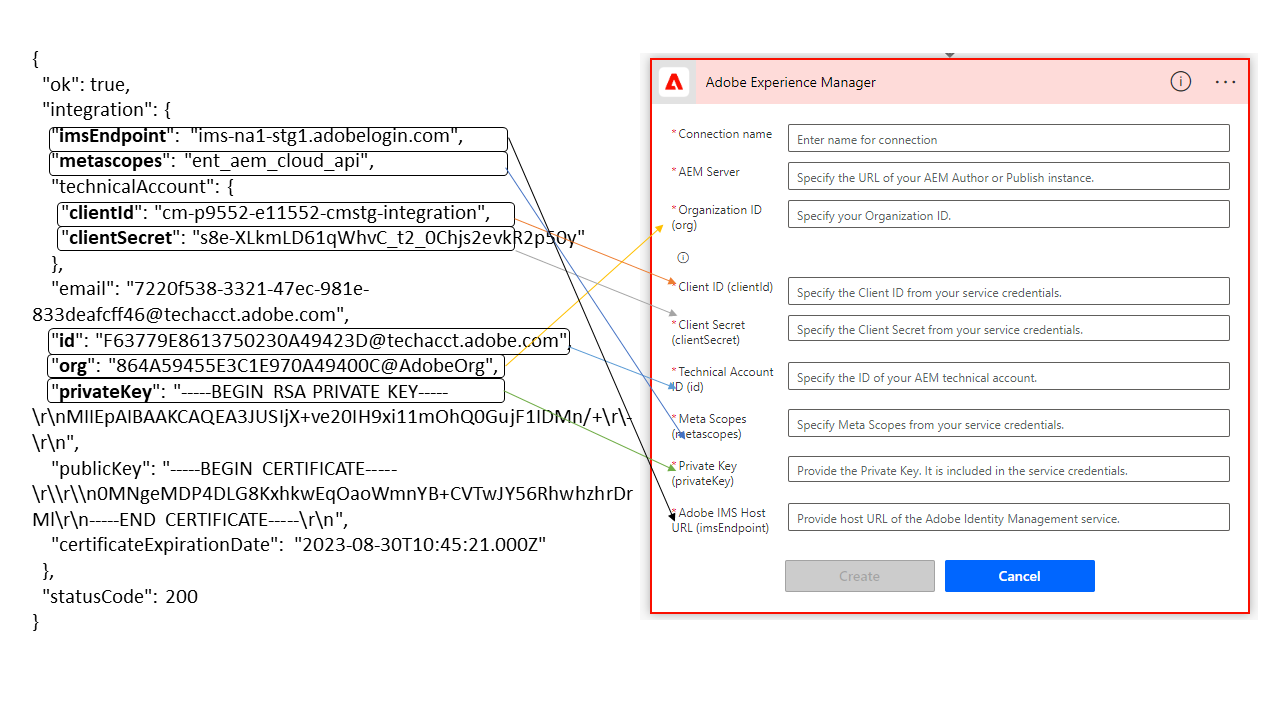 {
"ok": true,
"integration": {
"imsEndpoint": "ims-na1-stg1.adobelogin.com",
"metascopes": "ent_aem_cloud_api",
"technicalAccount": {
"clientId": "cm-p9552-e11552-cmstg-integration",
"clientSecret": "s8e-XLkmLD61qWhvC_t2_0Chjs2evkR2p50y"
},
"email": "7220f538-3321-47ec-981e-
833deafcff46@techacct.adobe.com",
"id": "F63779E8613750230A49423D@techacct.adobe.com",
"org": "864A59455E3C1E970A49400C@AdobeOrg",
"privateKey": "-----BEGIN RSA PRIVATE KEY-----
\r\nMIIEpAIBAAKCAQEA3JUSIjX+ve20IH9xi11mOhQ0GujF1lDMn/+\r\-
\r\n",
"publicKey": "-----BEGIN CERTIFICATE-----
\r\\r\\n0MNgeMDP4DLG8KxhkwEqOaoWmnYB+CVTwJY56RhwhzhrDr
Ml\r\n-----END CERTIFICATE-----\r\n",
"certificateExpirationDate": "2023-08-30T10:45:21.000Z"
},
"statusCode": 200
}
Adobe Experience Manager
*Connection name
Enter name for connection
*AEM Server
Specify the URL of your AEM Author or Publish instance.
*Organization ID
(org)
Specify your Organization ID.
*Client ID (clientId)
Specify the Client ID from your service credentials.
*Client Secret
(clientSecret)
Specify the Client Secret from your service credentials.
*Technical Account
ID (id)
Specify the ID of your AEM technical account.
*Meta Scopes
(metascopes)
Specify Meta Scopes from your service credentials.
*Private Key
(privateKey)
Provide the Private Key. It is included in the service credentials.
*Adobe IMS Host
URL (imsEndpoint)
Provide host URL of the Adobe Identity Management service.
Create
Cancel